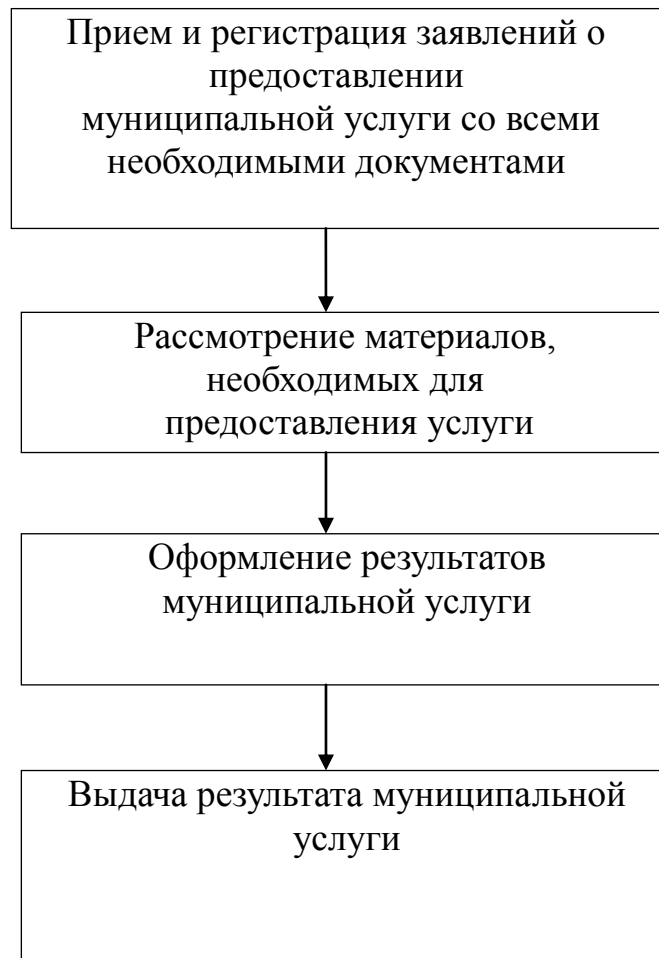 Прием и регистрация заявлений о
предоставлении
муниципальной услуги со всеми
необходимыми документами
Рассмотрение материалов,
необходимых для
предоставления услуги
Оформление результатов
муниципальной услуги
Выдача результата муниципальной
услуги